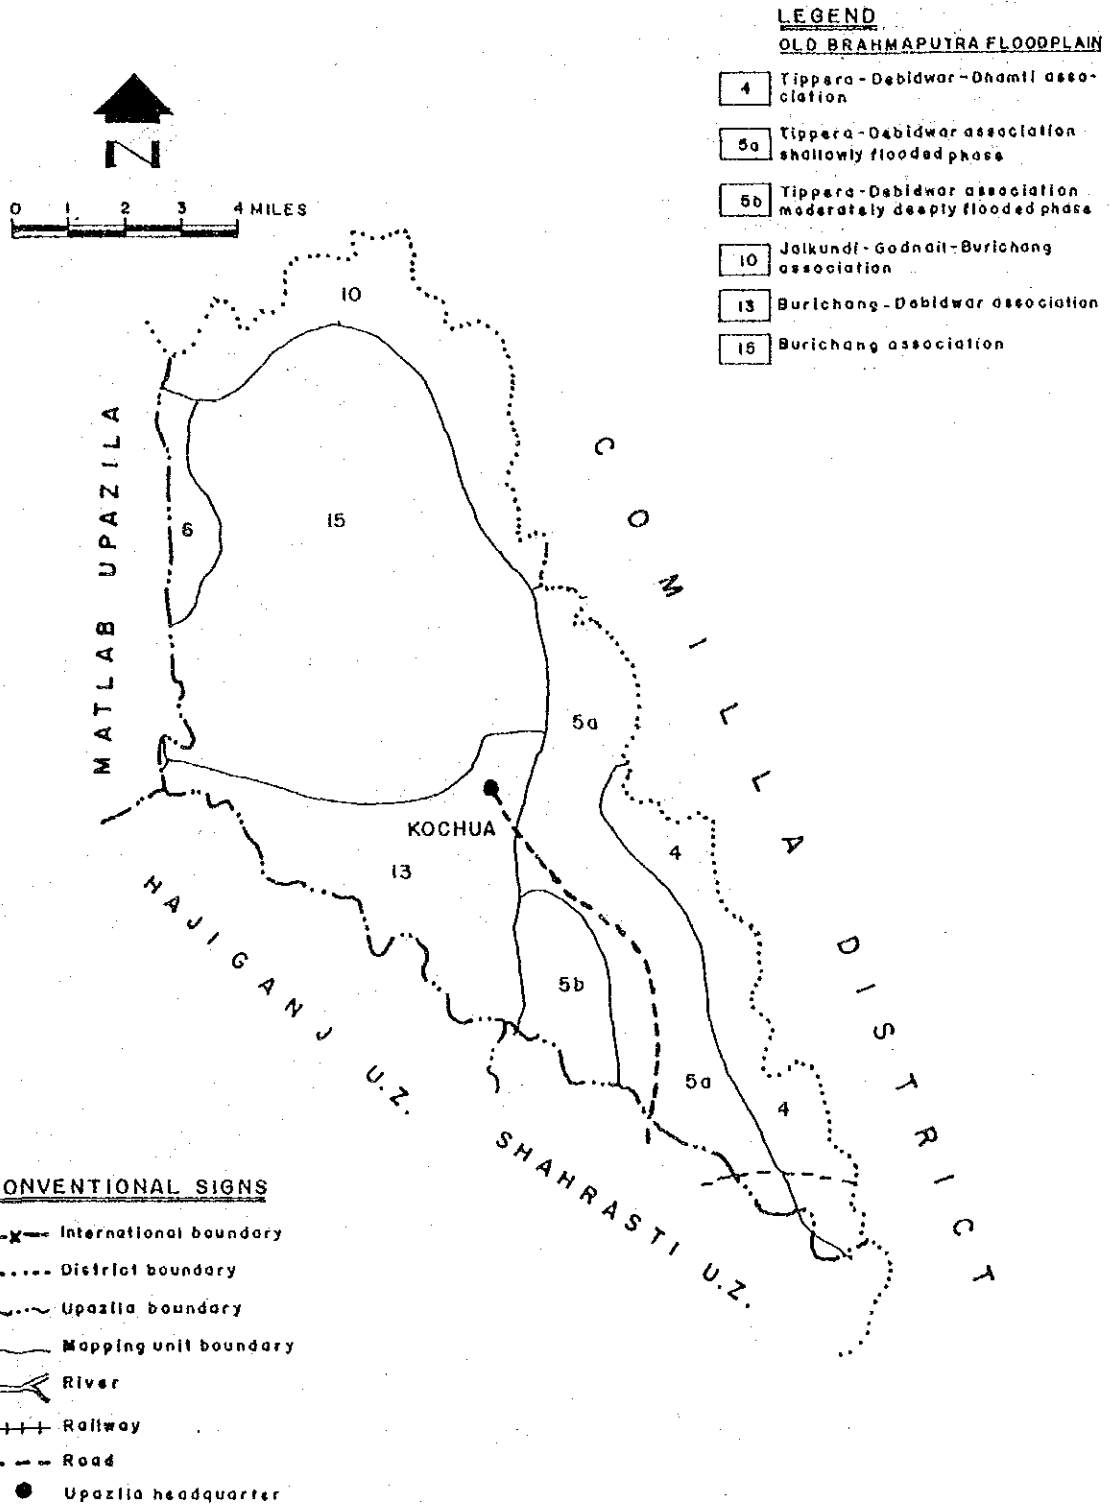 LEGEND
OLD BRAHMAPUTRA FLOODPLAIN
4 Tippera-Debidwar-Dhamti asso-
ciation
5a Tippera-Debidwar association
shallowly flooded phase
5b Tippera-Debidwar association
moderately deeply flooded phase
10 Jalkundi-Godnail-Burichang
association
13 Burichang-Debidwar association
15 Burichang association
N
0 1 2 3 4 MILES
10
MATLAB UPAZILA
6
15
COMILLA DISTRICT
5a
KOCHUA
4
13
HAJIGANJ U.Z.
5b
5a
4
SHAHRASTI U.Z.
ONVENTIONAL SIGNS
International boundary
District boundary
Upazila boundary
Mapping unit boundary
River
Railway
Road
Upazila headquarter